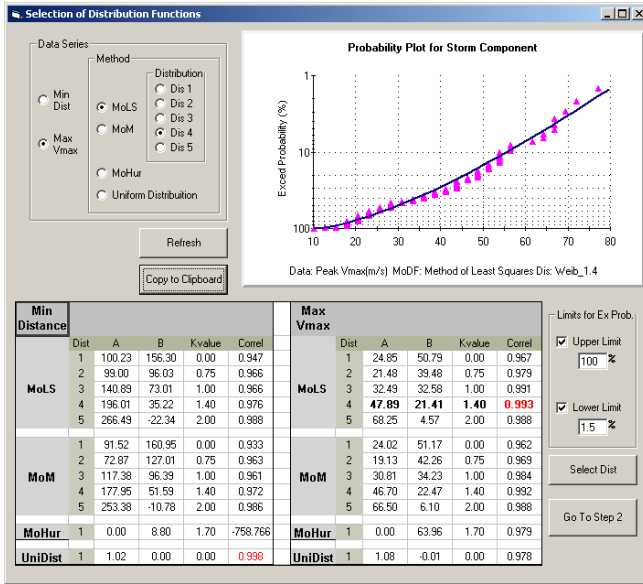 Selection of Distribution Functions
Data Series
Min Dist
Max Vmax
Method
MoLS
MoM
MoHur
Uniform Distribuition
Distribution
Dis 1
Dis 2
Dis 3
Dis 4
Dis 5
Refresh
Copy to Clipboard
Probability Plot for Storm Component
Exced Probability (%)
1
10
100
10 20 30 40 50 60 70 80
Data: Peak Vmax(m/s) MoDF: Method of Least Squares Dis: Weib_1.4
Min Distance
Dist A B Kvalue Correl
MoLS
1 100.23 156.30 0.00 0.947
2 99.00 96.03 0.75 0.966
3 140.89 73.01 1.00 0.966
4 196.01 35.22 1.40 0.976
5 266.49 -22.34 2.00 0.988
MoM
1 91.52 160.95 0.00 0.933
2 72.87 127.01 0.75 0.963
3 117.38 96.39 1.00 0.961
4 177.95 51.59 1.40 0.972
5 253.38 -10.78 2.00 0.986
MoHur 1 0.00 8.80 1.70 -758.766
UniDist 1 1.02 0.00 0.00 0.998
Max Vmax
Dist A B Kvalue Correl
MoLS
1 24.85 50.79 0.00 0.967
2 21.48 39.48 0.75 0.979
3 32.49 32.58 1.00 0.991
4 47.89 21.41 1.40 0.993
5 68.25 4.57 2.00 0.988
MoM
1 24.02 51.17 0.00 0.962
2 19.13 42.26 0.75 0.969
3 30.81 34.23 1.00 0.984
4 46.70 22.47 1.40 0.992
5 66.50 6.10 2.00 0.988
MoHur 1 0.00 63.96 1.70 0.979
UniDist 1 1.08 -0.01 0.00 0.978
Limits for Ex Prob.
Upper Limit
100 %
Lower Limit
1.5 %
Select Dist
Go To Step 2